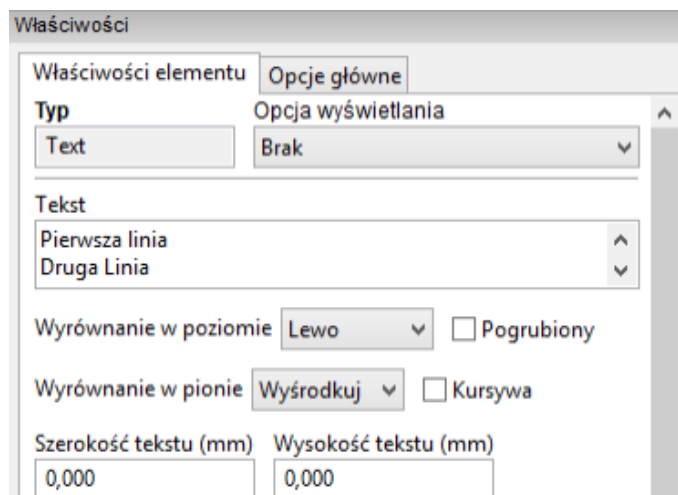 Właściwości
Właściwości elementu Opcje główne
Typ Opcja wyświetlania
Text Brak
Tekst
Pierwsza linia
Druga Linia
Wyrównanie w poziomie Lewo Pogrubiony
Wyrównanie w pionie Wyśrodkuj Kursywa
Szerokość tekstu (mm) Wysokość tekstu (mm)
0,000 0,000